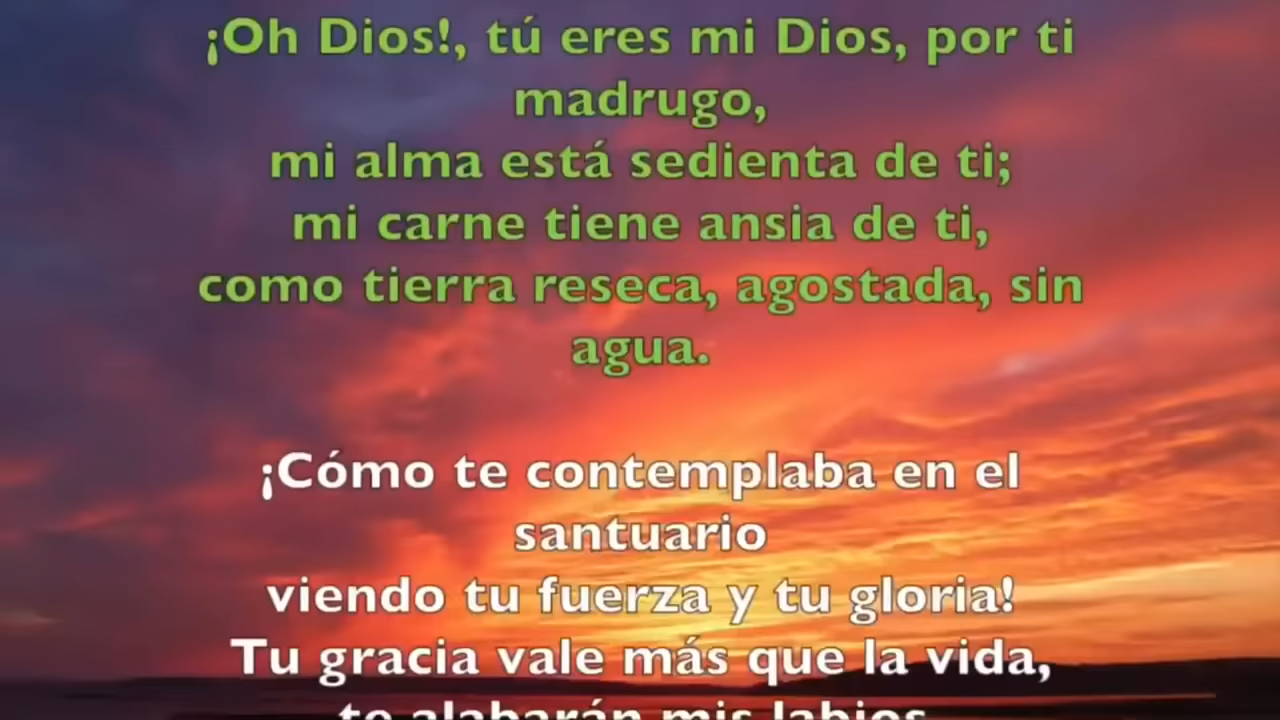 ¡Oh Dios!, tú eres mi Dios, por ti
madrugo,
mi alma está sedienta de ti;
mi carne tiene ansia de ti,
como tierra reseca, agostada, sin
agua.
¡Cómo te contemplaba en el
santuario
viendo tu fuerza y tu gloria!
Tu gracia vale más que la vida,
te alabarán mis labios